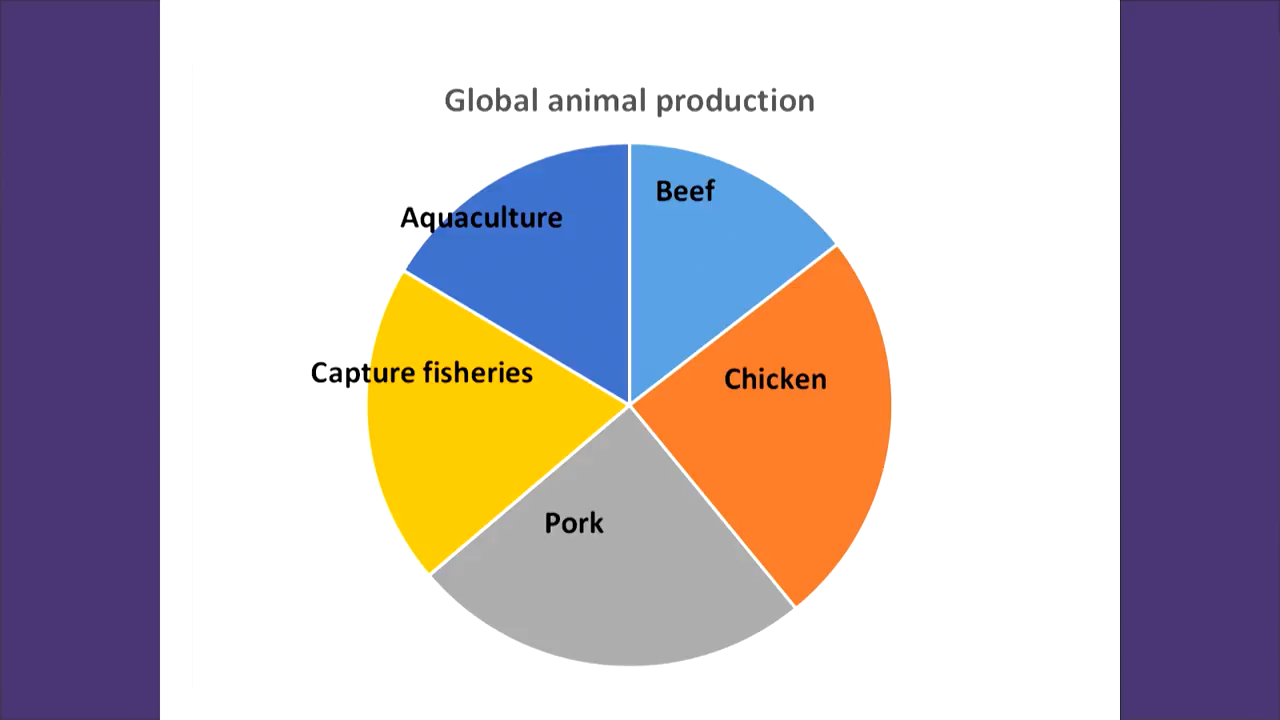 Global animal production
Beef
Aquaculture
Capture fisheries
Chicken
Pork